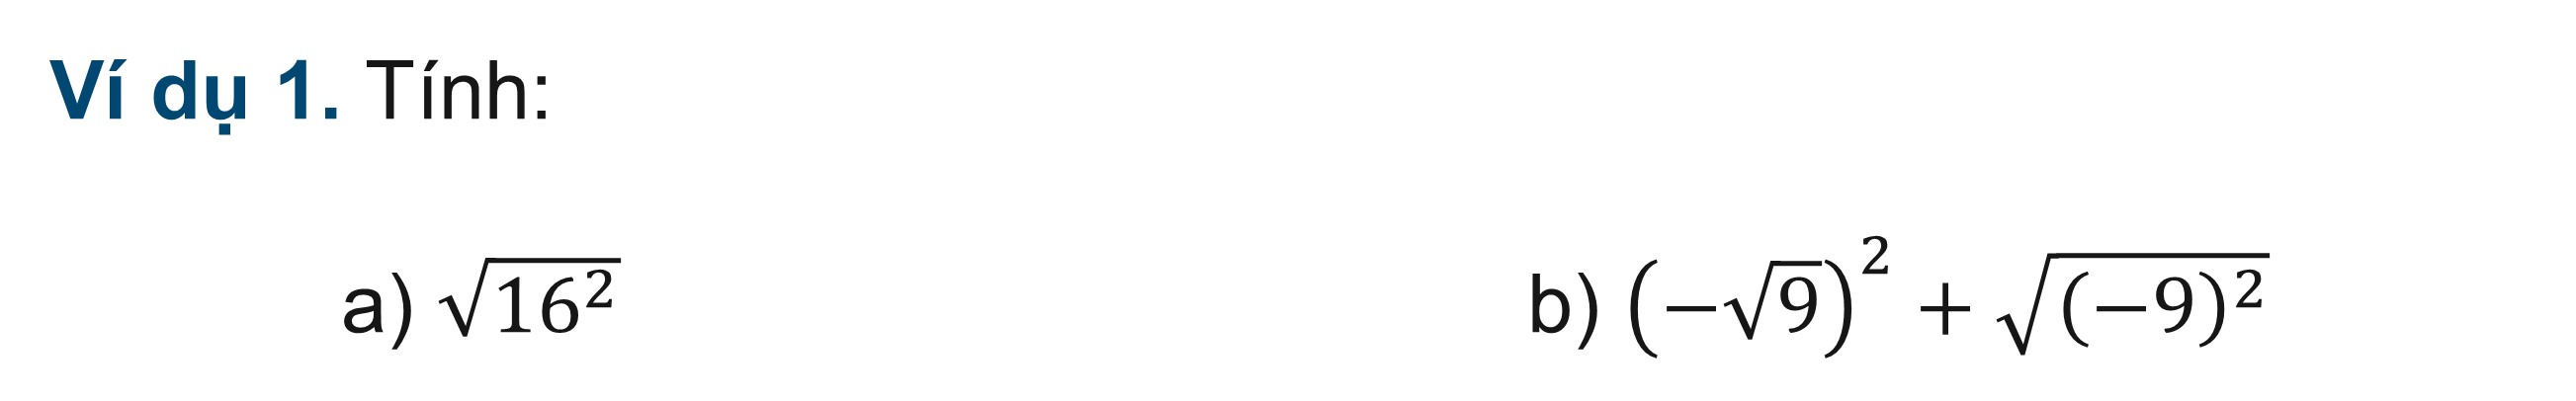 Ví dụ 1. Tính:
a) √(16²) b) (−√9)² + √((−9)²)